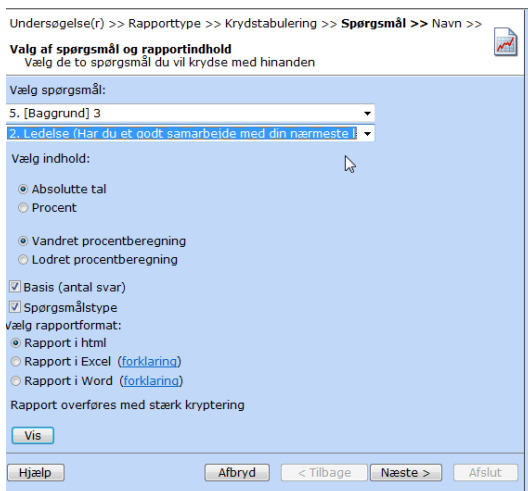 Undersøgelse(r) >> Rapporttype >> Krydstabulering >> Spørgsmål >> Navn >>
Valg af spørgsmål og rapportindhold
Vælg de to spørgsmål du vil krydse med hinanden
Vælg spørgsmål:
5. [Baggrund] 3
2. Ledelse (Har du et godt samarbejde med din nærmeste l
Vælg indhold:
Absolutte tal
Procent
Vandret procentberegning
Lodret procentberegning
Basis (antal svar)
Spørgsmålstype
Vælg rapportformat:
Rapport i html
Rapport i Excel (forklaring)
Rapport i Word (forklaring)
Rapport overføres med stærk kryptering
Vis
Hjælp Afbryd < Tilbage Næste > Afslut